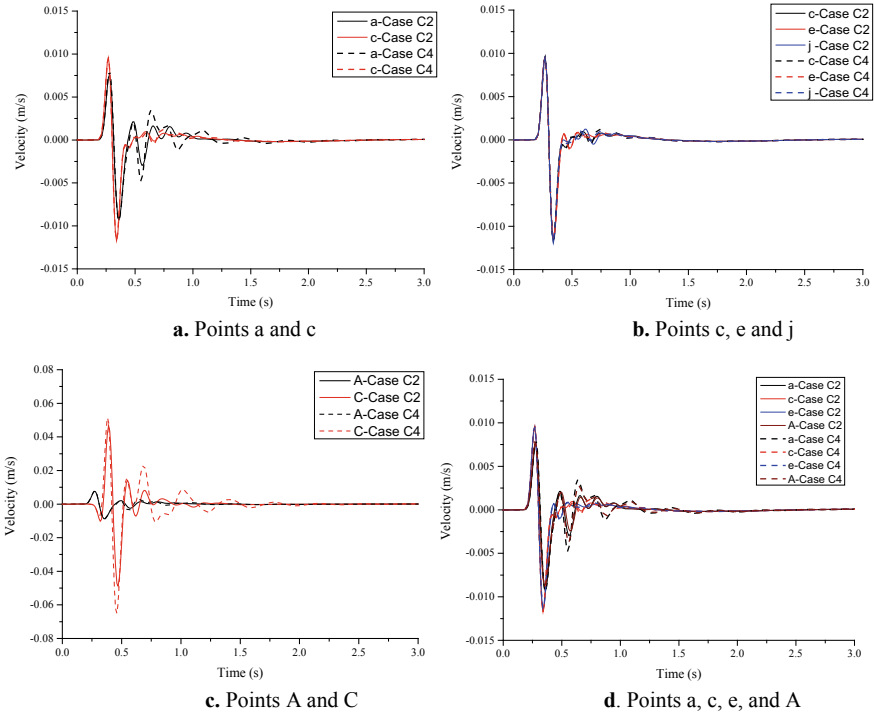 a-Case C2
c-Case C2
a-Case C4
c-Case C4
0.015
0.010
0.005
0.000
-0.005
-0.010
-0.015
Velocity (m/s)
0.0 0.5 1.0 1.5 2.0 2.5 3.0
Time (s)
a. Points a and c
c-Case C2
e-Case C2
j -Case C2
c-Case C4
e-Case C4
j -Case C4
0.015
0.010
0.005
0.000
-0.005
-0.010
-0.015
Velocity (m/s)
0.0 0.5 1.0 1.5 2.0 2.5 3.0
Time (s)
b. Points c, e and j
A-Case C2
C-Case C2
A-Case C4
C-Case C4
0.08
0.06
0.04
0.02
0.00
-0.02
-0.04
-0.06
-0.08
Velocity (m/s)
0.0 0.5 1.0 1.5 2.0 2.5 3.0
Time (s)
c. Points A and C
a-Case C2
c-Case C2
e-Case C2
A-Case C2
a-Case C4
c-Case C4
e-Case C4
A-Case C4
0.015
0.010
0.005
0.000
-0.005
-0.010
-0.015
Velocity (m/s)
0.0 0.5 1.0 1.5 2.0 2.5 3.0
Time (s)
d. Points a, c, e, and A